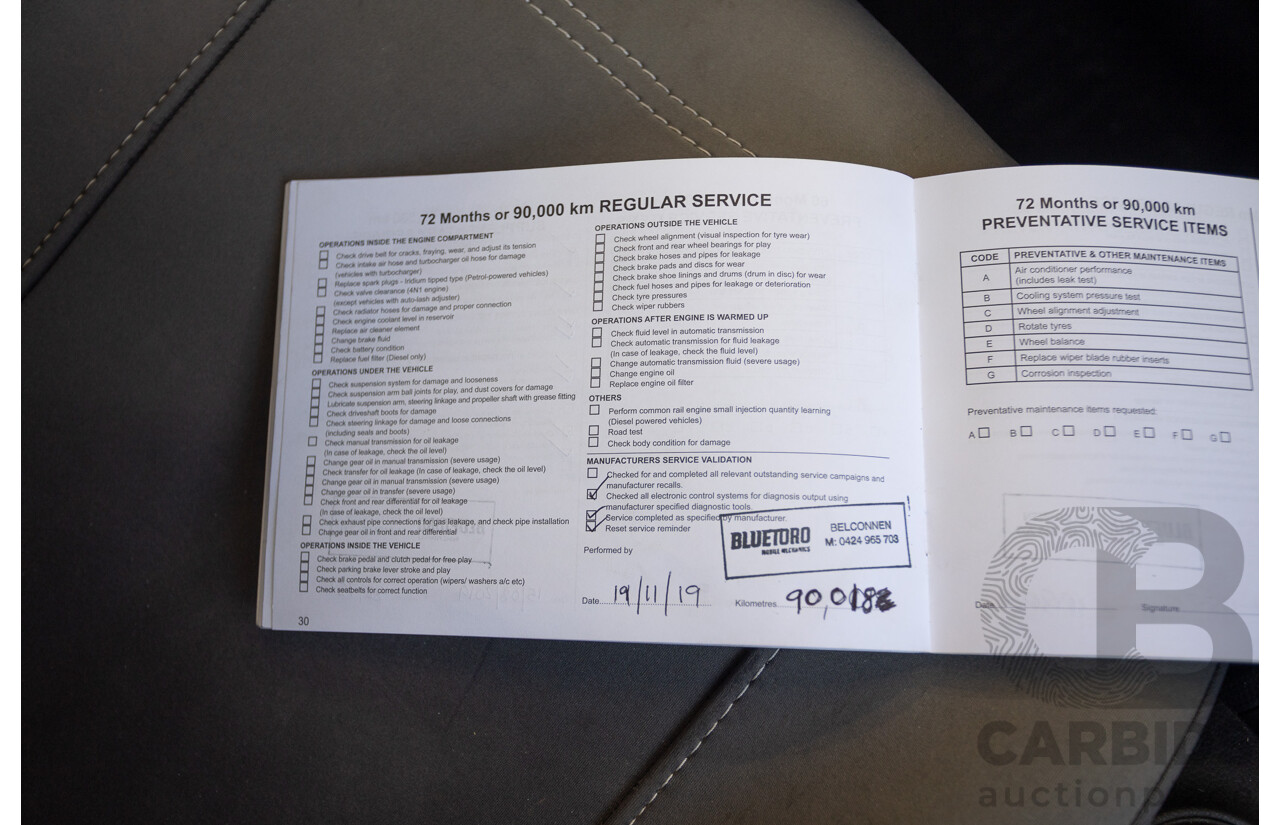 72 Months or 90,000 km REGULAR SERVICE
OPERATIONS INSIDE THE ENGINE COMPARTMENT
Check drive belt for cracks, fraying, wear, and adjust its tension
Check intake air hose and turbocharger oil hose for damage
(vehicles with turbocharger)
Replace spark plugs - Iridium tipped type (Petrol-powered vehicles)
Check valve clearance (4N1 engine)
(except vehicles with auto-lash adjuster)
Check radiator hoses for damage and proper connection
Check engine coolant level in reservoir
Replace air cleaner element
Change brake fluid
Check battery condition
Replace fuel filter (Diesel only)
OPERATIONS UNDER THE VEHICLE
Check suspension system for damage and looseness
Check suspension arm ball joints for play, and dust covers for damage
Lubricate suspension arm, steering linkage and propeller shaft with grease fitting
Check driveshaft boots for damage
Check steering linkage for damage and loose connections
(including seals and boots)
Check manual transmission for oil leakage
(In case of leakage, check the oil level)
Change gear oil in manual transmission (severe usage)
Check transfer for oil leakage (In case of leakage, check the oil level)
Change gear oil in manual transmission (severe usage)
Change gear oil in transfer (severe usage)
Check front and rear differential for oil leakage
(In case of leakage, check the oil level)
Check exhaust pipe connections for gas leakage, and check pipe installation
Change gear oil in front and rear differential
OPERATIONS INSIDE THE VEHICLE
Check brake pedal and clutch pedal for free play
Check parking brake lever stroke and play
Check all controls for correct operation (wipers/ washers a/c etc)
Check seatbelts for correct function
30
OPERATIONS OUTSIDE THE VEHICLE
Check wheel alignment (visual inspection for tyre wear)
Check front and rear wheel bearings for play
Check brake hoses and pipes for leakage
Check brake pads and discs for wear
Check brake shoe linings and drums (drum in disc) for wear
Check fuel hoses and pipes for leakage or deterioration
Check tyre pressures
Check wiper rubbers
OPERATIONS AFTER ENGINE IS WARMED UP
Check fluid level in automatic transmission
Check automatic transmission for fluid leakage
(In case of leakage, check the fluid level)
Change automatic transmission fluid (severe usage)
Change engine oil
Replace engine oil filter
OTHERS
Perform common rail engine small injection quantity learning
(Diesel powered vehicles)
Road test
Check body condition for damage
MANUFACTURERS SERVICE VALIDATION
Checked for and completed all relevant outstanding service campaigns and
manufacturer recalls.
Checked all electronic control systems for diagnosis output using
manufacturer specified diagnostic tools.
Service completed as specified by manufacturer.
Reset service reminder
BLUETORO BELCONNEN
MOBILE MECHANICS M: 0424 965 703
Performed by
Date 19/11/19 Kilometres 90,018
72 Months or 90,000 km
PREVENTATIVE SERVICE ITEMS
CODE PREVENTATIVE & OTHER MAINTENANCE ITEMS
A Air conditioner performance
(includes leak test)
B Cooling system pressure test
C Wheel alignment adjustment
D Rotate tyres
E Wheel balance
F Replace wiper blade rubber inserts
G Corrosion inspection
Preventative maintenance items requested:
A B C D E F G
Date Signature
CB
CARBI
auctionp